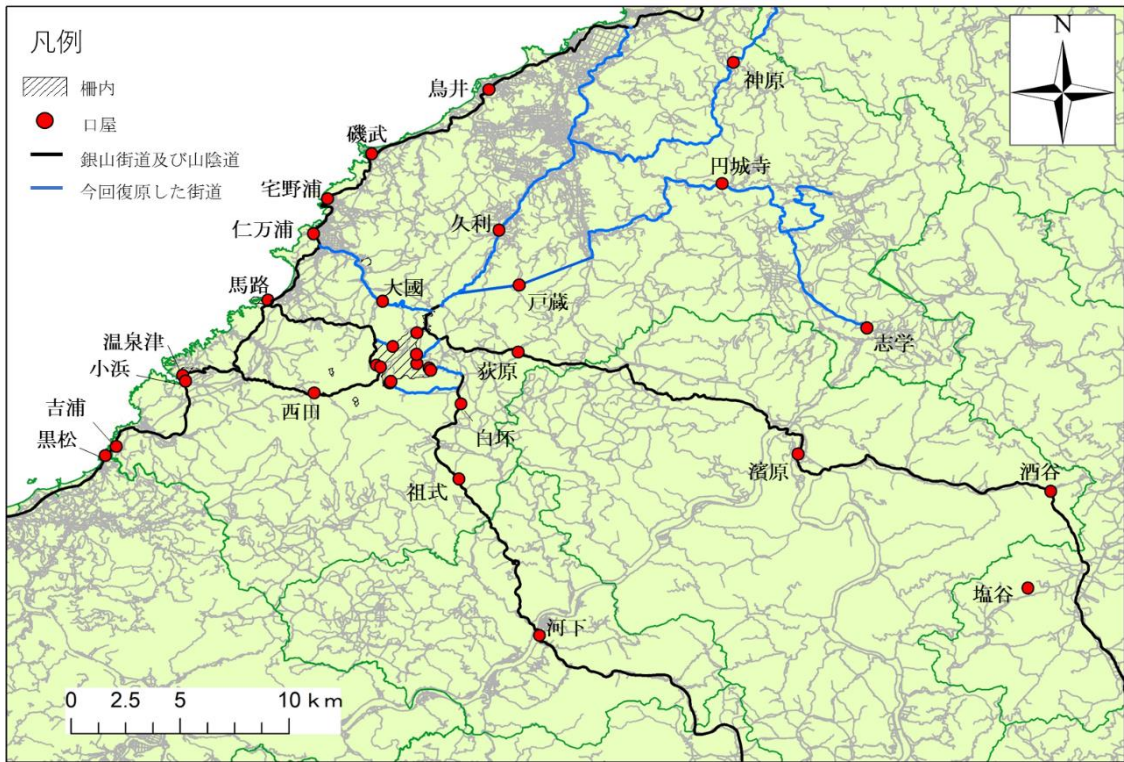 凡例
柵内
口屋
銀山街道及び山陰道
今回復原した街道
N
神原
鳥井
磯武
円城寺
宅野浦
久利
仁万浦
大國
戸蔵
馬路
志学
温泉津
小浜
荻原
西田
吉浦
白坏
黒松
濱原
酒谷
祖式
塩谷
河下
0 2.5 5 10 km